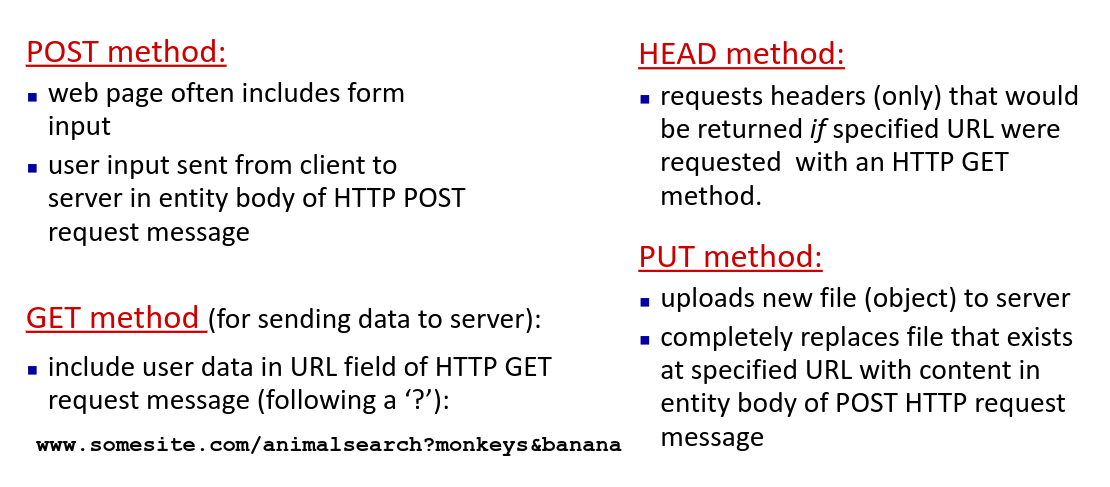 POST method:
▪ web page often includes form
input
▪ user input sent from client to
server in entity body of HTTP POST
request message
GET method (for sending data to server):
▪ include user data in URL field of HTTP GET
request message (following a ‘?’):
www.somesite.com/animalsearch?monkeys&banana
HEAD method:
▪ requests headers (only) that would
be returned if specified URL were
requested  with an HTTP GET
method.
PUT method:
▪ uploads new file (object) to server
▪ completely replaces file that exists
at specified URL with content in
entity body of POST HTTP request
message